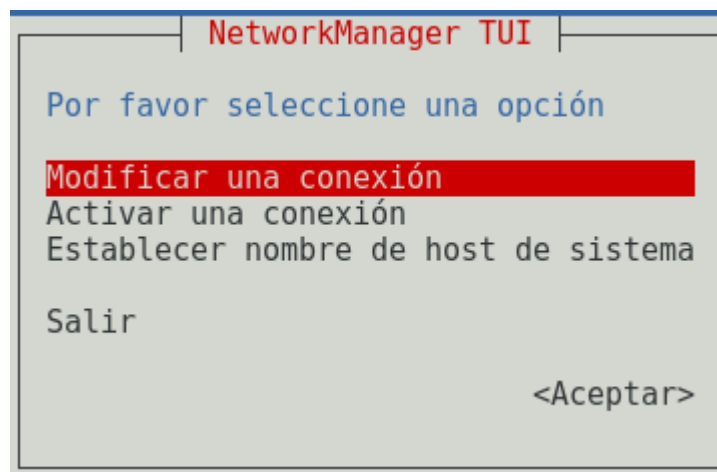 NetworkManager TUI
Por favor seleccione una opción
Modificar una conexión
Activar una conexión
Establecer nombre de host de sistema
Salir
<Aceptar>